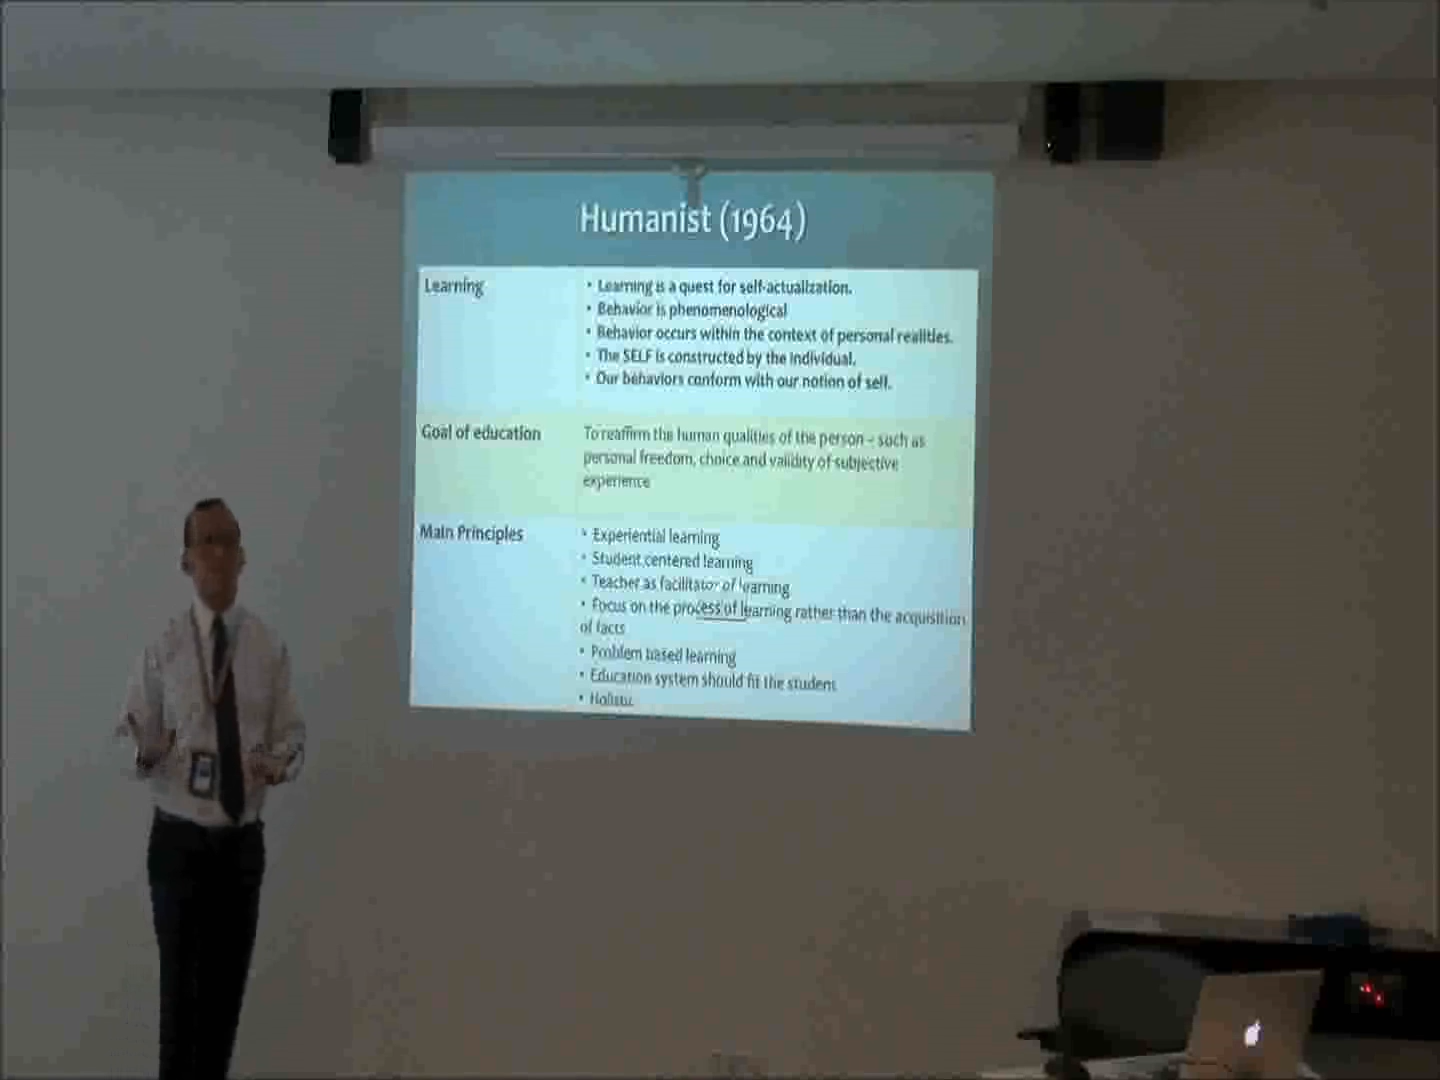 Humanist (1964)
Learning
• Learning is a quest for self-actualization.
• Behavior is phenomenological
• Behavior occurs within the context of personal realities.
• The SELF is constructed by the individual.
• Our behaviors conform with our notion of self.
Goal of education
To reaffirm the human qualities of the person – such as
personal freedom, choice and validity of subjective
experience
Main Principles
• Experiential learning
• Student centered learning
• Teacher as facilitator of learning
• Focus on the process of learning rather than the acquisition
of facts
• Problem based learning
• Education system should fit the student
• Holistic